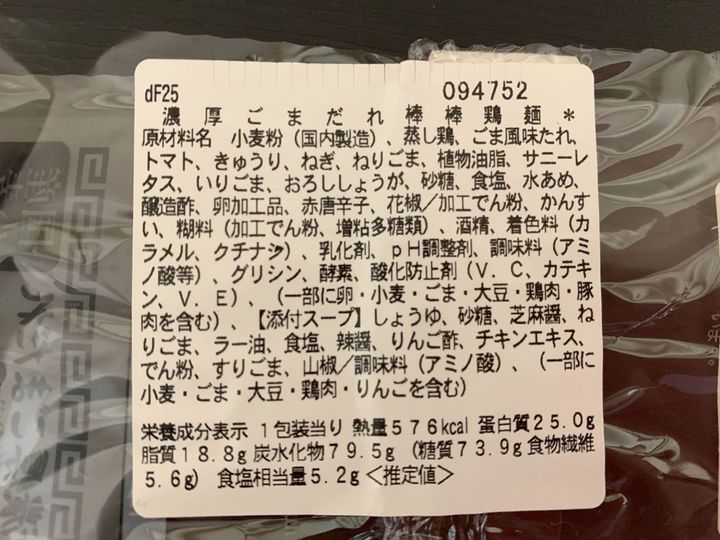 dF25 094752
濃厚ごまだれ棒棒鶏麺＊
原材料名 小麦粉（国内製造）、蒸し鶏、ごま風味たれ、
トマト、きゅうり、ねぎ、ねりごま、植物油脂、サニーレ
タス、いりごま、おろししょうが、砂糖、食塩、水あめ、
醸造酢、卵加工品、赤唐辛子、花椒／加工でん粉、かんす
い、糊料（加工でん粉、増粘多糖類）、酒精、着色料（カ
ラメル、クチナシ）、乳化剤、ｐＨ調整剤、調味料（アミ
ノ酸等）、グリシン、酵素、酸化防止剤（Ｖ．Ｃ、カテキ
ン、Ｖ．Ｅ）、（一部に卵・小麦・ごま・大豆・鶏肉・豚
肉を含む）、【添付スープ】しょうゆ、砂糖、芝麻醤、ね
りごま、ラー油、食塩、辣醤、りんご酢、チキンエキス、
でん粉、すりごま、山椒／調味料（アミノ酸）、（一部に
小麦・ごま・大豆・鶏肉・りんごを含む）
栄養成分表示 １包装当り 熱量５７６kcal 蛋白質２５.０g
脂質１８.８g 炭水化物７９.５g （糖質７３.９g 食物繊維
５.６g） 食塩相当量５.２g＜推定値＞